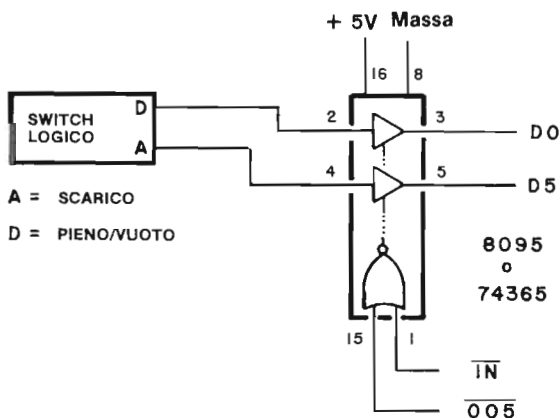 + 5V Massa
16 8
SWITCH
LOGICO
D
A
2 3 D0
4 5 D5
A = SCARICO
D = PIENO/VUOTO
8095
o
74365
15 1
IN
005